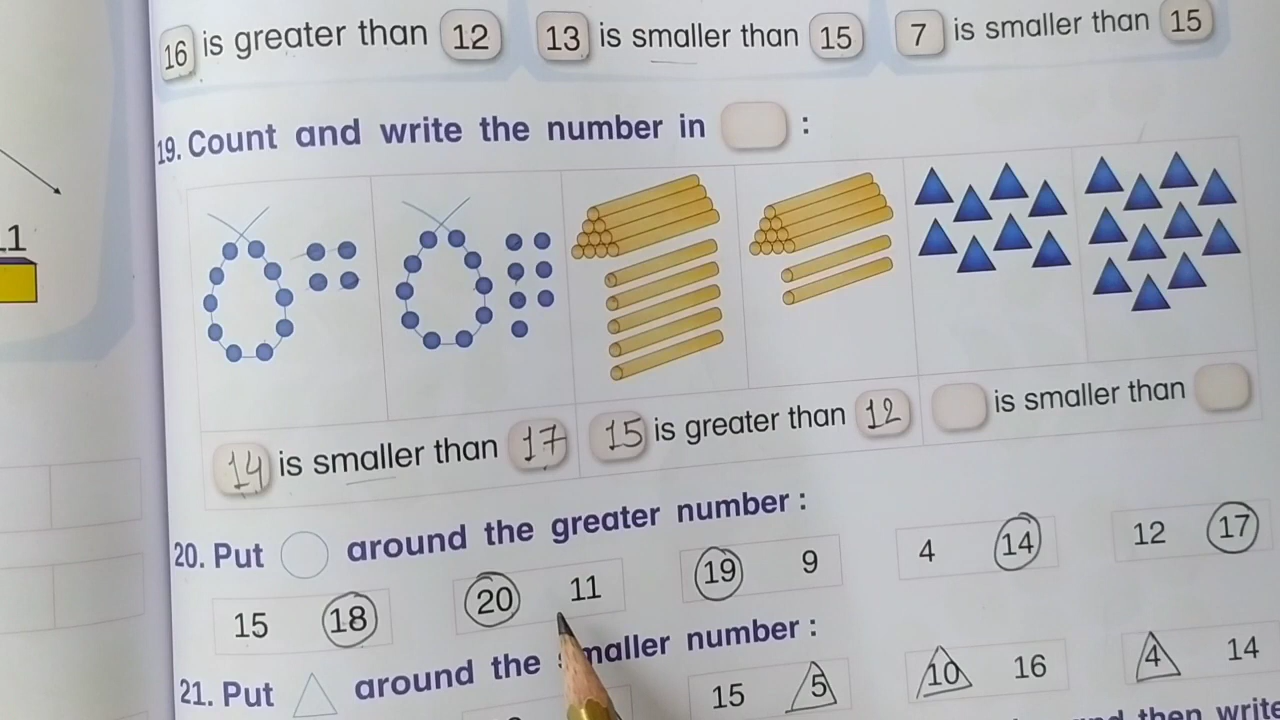 16 is greater than 12 13 is smaller than 15 7 is smaller than 15
19. Count and write the number in :
14 is smaller than 17 15 is greater than 12 is smaller than
20. Put around the greater number :
15 18 20 11 19 9 4 14 12 17
21. Put around the smaller number :
15 5 10 16 4 14
then write